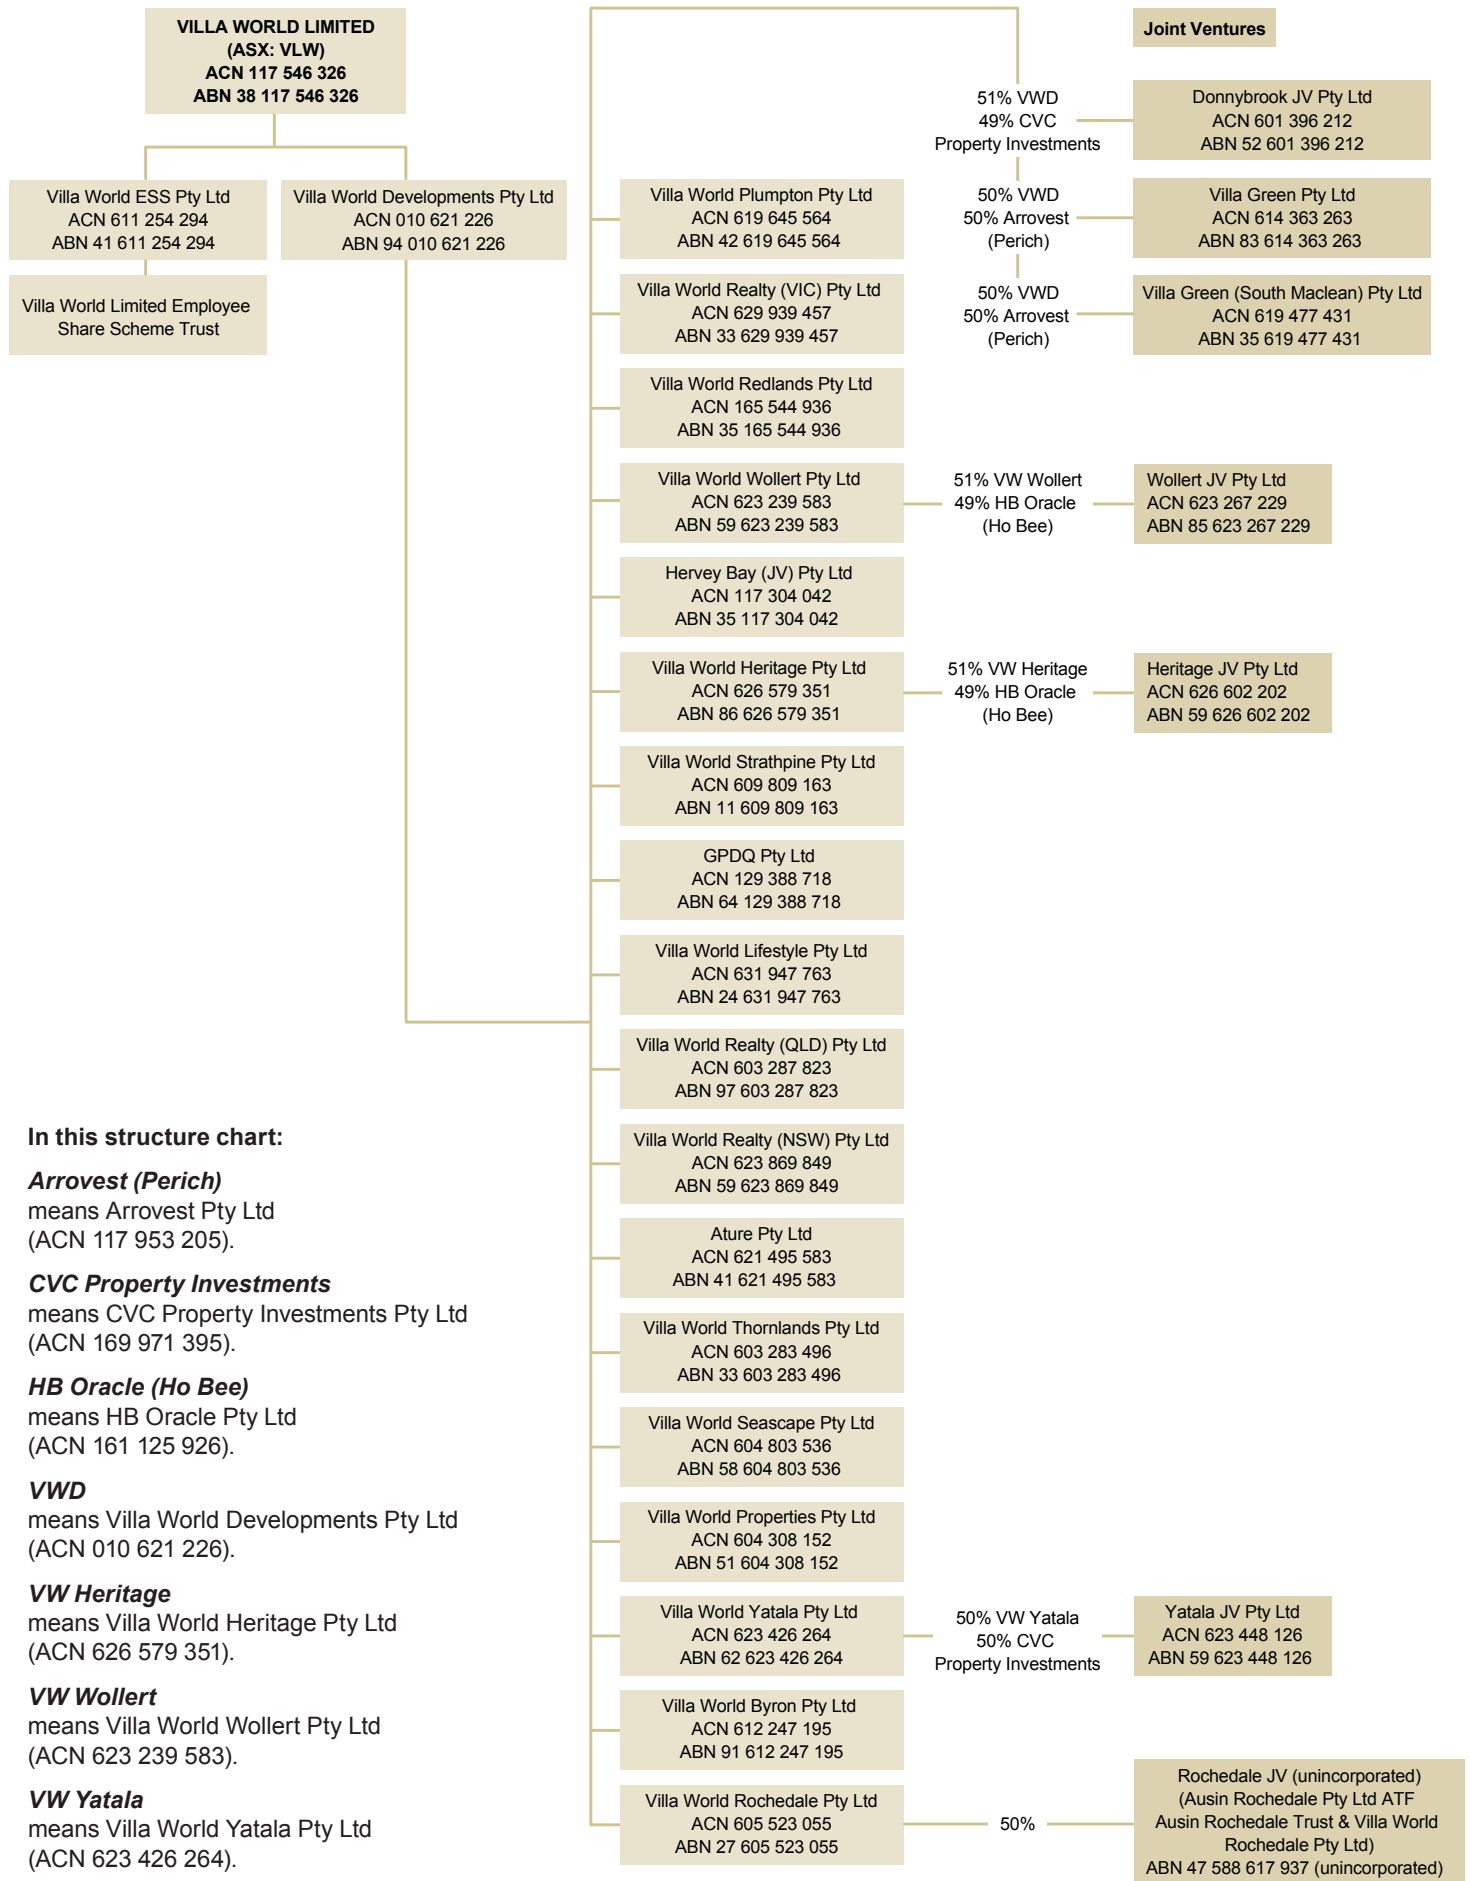 VILLA WORLD LIMITED
(ASX: VLW)
ACN 117 546 326
ABN 38 117 546 326
Villa World ESS Pty Ltd
ACN 611 254 294
ABN 41 611 254 294
Villa World Limited Employee
Share Scheme Trust
Villa World Developments Pty Ltd
ACN 010 621 226
ABN 94 010 621 226
Joint Ventures
51% VWD
49% CVC
Property Investments
Donnybrook JV Pty Ltd
ACN 601 396 212
ABN 52 601 396 212
50% VWD
50% Arrovest
(Perich)
Villa Green Pty Ltd
ACN 614 363 263
ABN 83 614 363 263
50% VWD
50% Arrovest
(Perich)
Villa Green (South Maclean) Pty Ltd
ACN 619 477 431
ABN 35 619 477 431
Villa World Plumpton Pty Ltd
ACN 619 645 564
ABN 42 619 645 564
Villa World Realty (VIC) Pty Ltd
ACN 629 939 457
ABN 33 629 939 457
Villa World Redlands Pty Ltd
ACN 165 544 936
ABN 35 165 544 936
Villa World Wollert Pty Ltd
ACN 623 239 583
ABN 59 623 239 583
51% VW Wollert
49% HB Oracle
(Ho Bee)
Wollert JV Pty Ltd
ACN 623 267 229
ABN 85 623 267 229
Hervey Bay (JV) Pty Ltd
ACN 117 304 042
ABN 35 117 304 042
Villa World Heritage Pty Ltd
ACN 626 579 351
ABN 86 626 579 351
51% VW Heritage
49% HB Oracle
(Ho Bee)
Heritage JV Pty Ltd
ACN 626 602 202
ABN 59 626 602 202
Villa World Strathpine Pty Ltd
ACN 609 809 163
ABN 11 609 809 163
GPDQ Pty Ltd
ACN 129 388 718
ABN 64 129 388 718
Villa World Lifestyle Pty Ltd
ACN 631 947 763
ABN 24 631 947 763
Villa World Realty (QLD) Pty Ltd
ACN 603 287 823
ABN 97 603 287 823
Villa World Realty (NSW) Pty Ltd
ACN 623 869 849
ABN 59 623 869 849
Ature Pty Ltd
ACN 621 495 583
ABN 41 621 495 583
Villa World Thornlands Pty Ltd
ACN 603 283 496
ABN 33 603 283 496
Villa World Seascape Pty Ltd
ACN 604 803 536
ABN 58 604 803 536
Villa World Properties Pty Ltd
ACN 604 308 152
ABN 51 604 308 152
Villa World Yatala Pty Ltd
ACN 623 426 264
ABN 62 623 426 264
50% VW Yatala
50% CVC
Property Investments
Yatala JV Pty Ltd
ACN 623 448 126
ABN 59 623 448 126
Villa World Byron Pty Ltd
ACN 612 247 195
ABN 91 612 247 195
Villa World Rochedale Pty Ltd
ACN 605 523 055
ABN 27 605 523 055
50%
Rochedale JV (unincorporated)
(Ausin Rochedale Pty Ltd ATF
Ausin Rochedale Trust & Villa World
Rochedale Pty Ltd)
ABN 47 588 617 937 (unincorporated)
In this structure chart:
Arrovest (Perich)
means Arrovest Pty Ltd
(ACN 117 953 205).
CVC Property Investments
means CVC Property Investments Pty Ltd
(ACN 169 971 395).
HB Oracle (Ho Bee)
means HB Oracle Pty Ltd
(ACN 161 125 926).
VWD
means Villa World Developments Pty Ltd
(ACN 010 621 226).
VW Heritage
means Villa World Heritage Pty Ltd
(ACN 626 579 351).
VW Wollert
means Villa World Wollert Pty Ltd
(ACN 623 239 583).
VW Yatala
means Villa World Yatala Pty Ltd
(ACN 623 426 264).